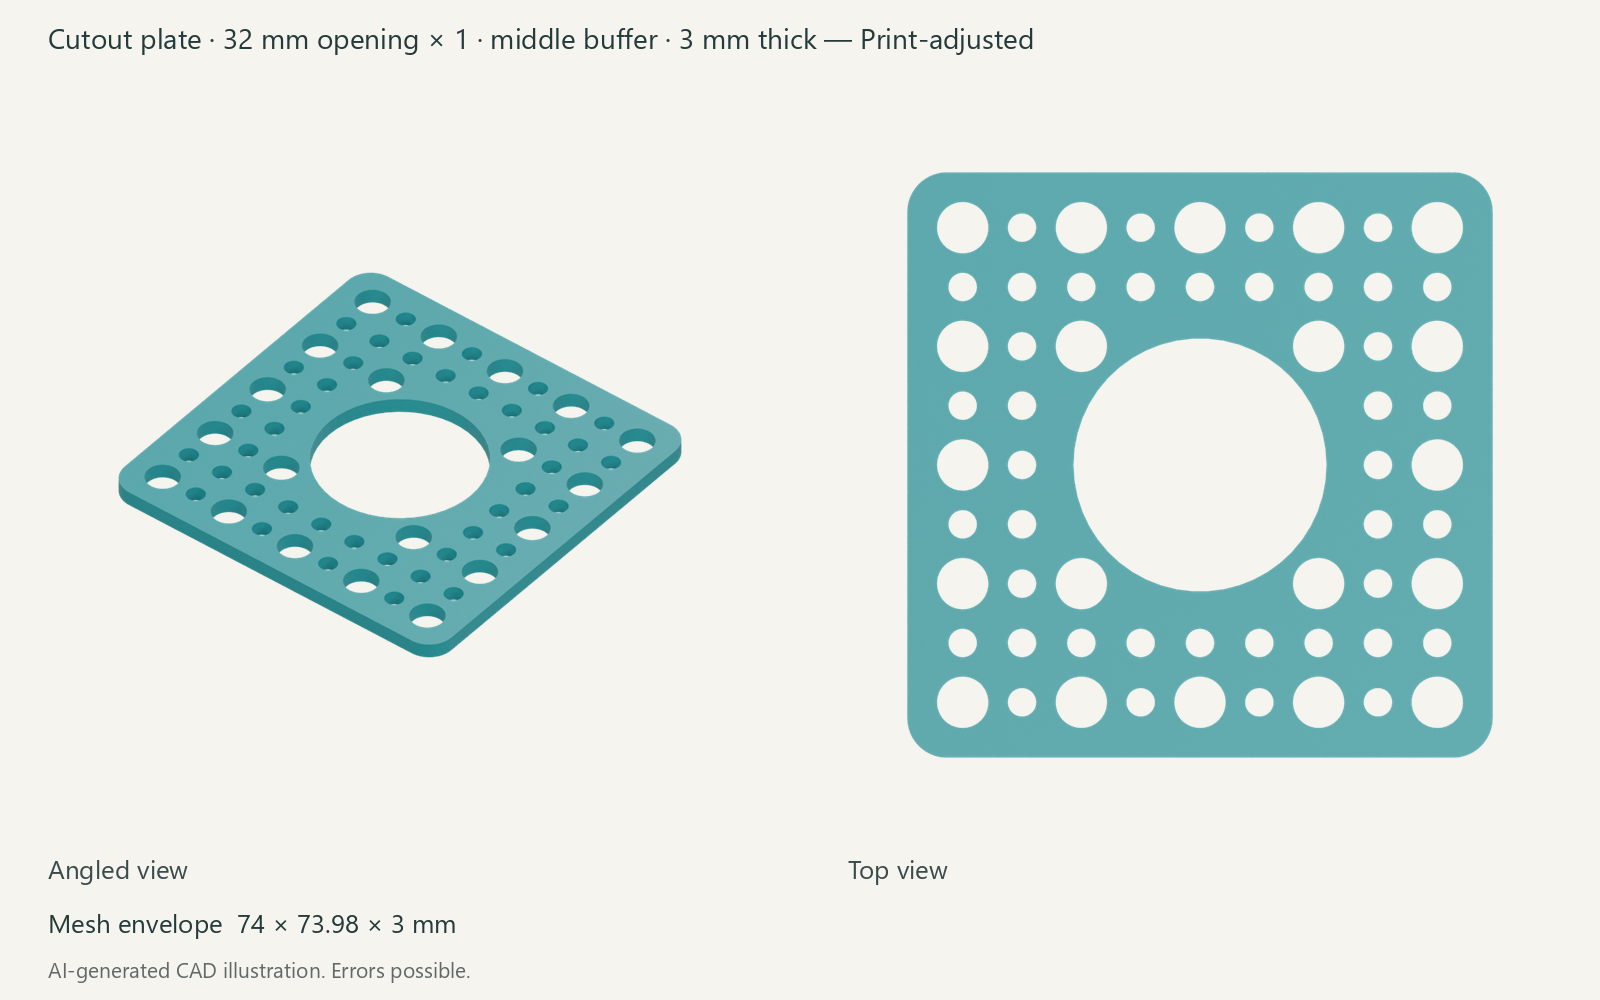 Cutout plate · 32 mm opening × 1 · middle buffer · 3 mm thick — Print-adjusted
Angled view
Top view
Mesh envelope 74 × 73.98 × 3 mm
AI-generated CAD illustration. Errors possible.